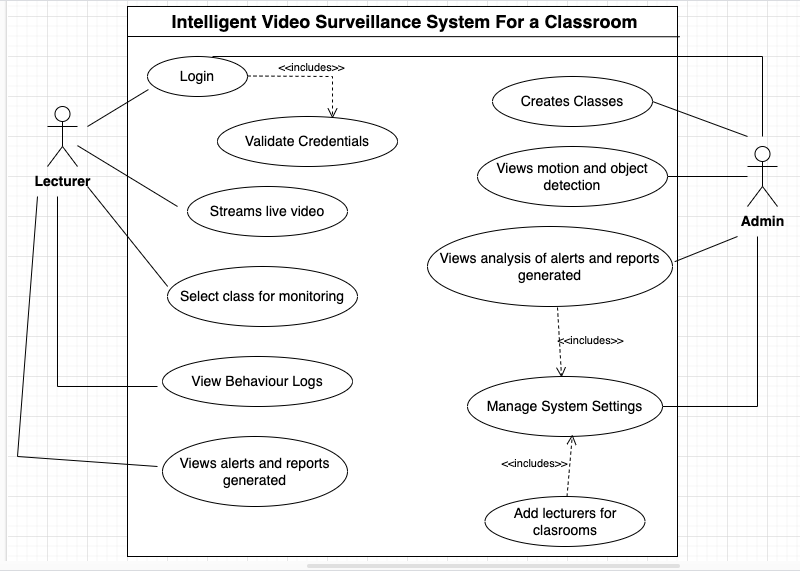 Intelligent Video Surveillance System For a Classroom
Login
<<includes>>
Validate Credentials
Creates Classes
Views motion and object
detection
Lecturer
Admin
Streams live video
Views analysis of alerts and reports
generated
Select class for monitoring
<<includes>>
View Behaviour Logs
Manage System Settings
Views alerts and reports
generated
<<includes>>
Add lecturers for
clasrooms